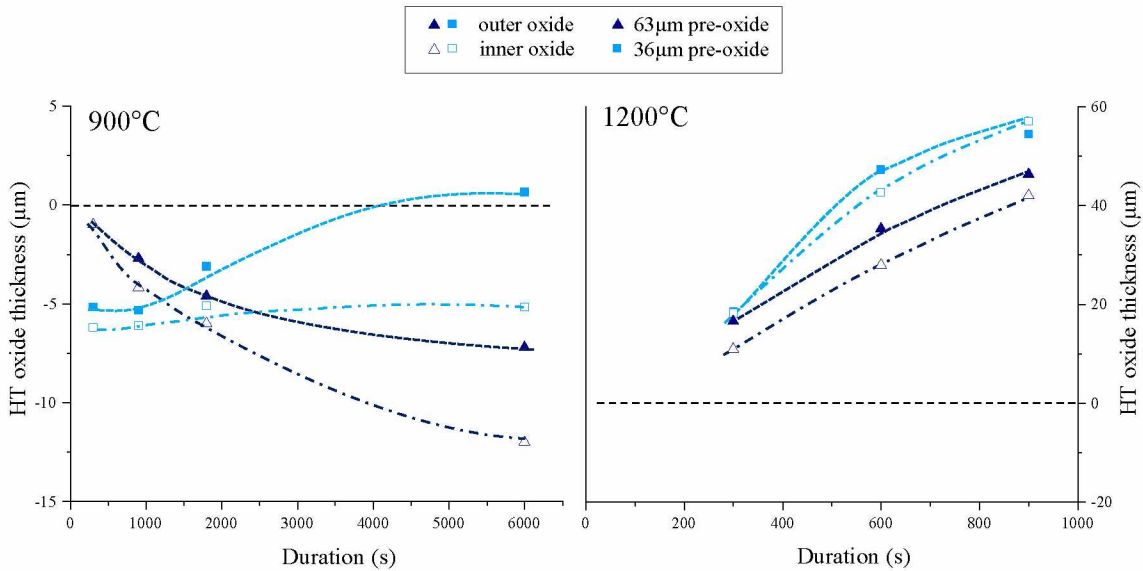 outer oxide 63µm pre-oxide
inner oxide 36µm pre-oxide
900°C
HT oxide thickness (µm)
5
0
-5
-10
-15
0 1000 2000 3000 4000 5000 6000
Duration (s)
1200°C
60
40
20
0
-20
HT oxide thickness (µm)
0 200 400 600 800 1000
Duration (s)